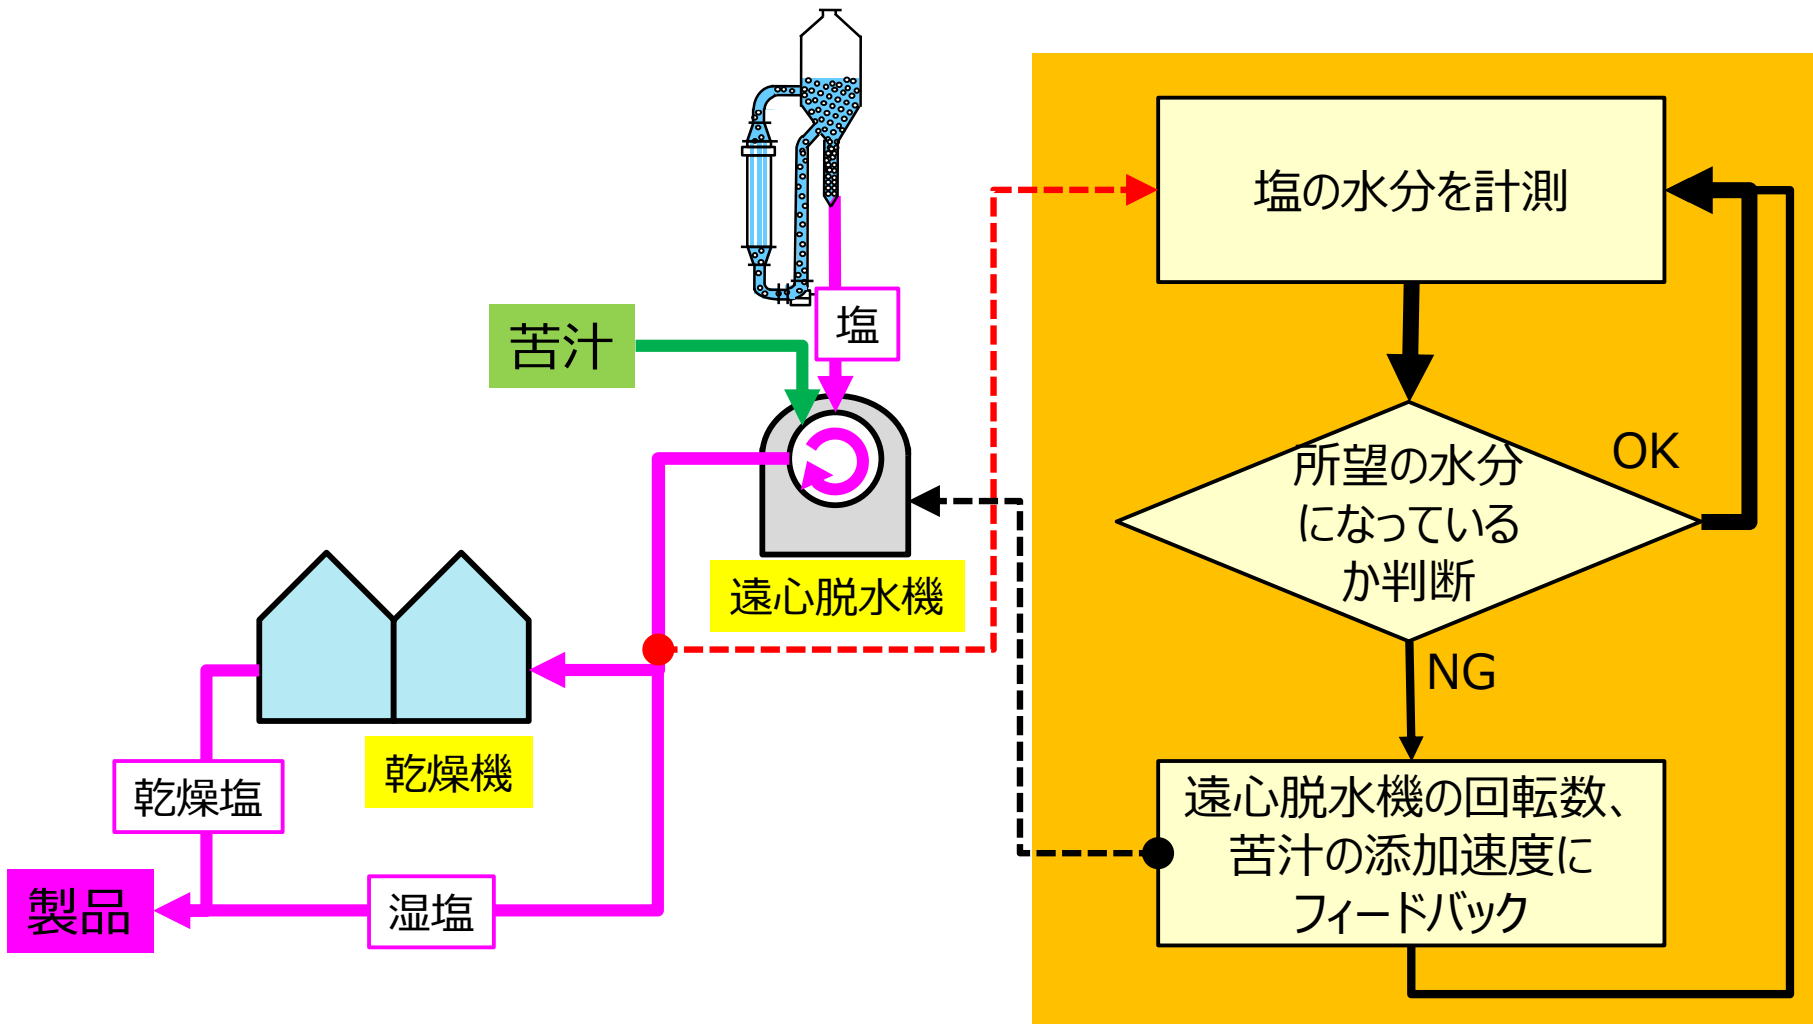 塩の水分を計測
塩
苦汁
所望の水分
になっている
か判断
OK
NG
遠心脱水機
乾燥機
乾燥塩
湿塩
製品
遠心脱水機の回転数、
苦汁の添加速度に
フィードバック